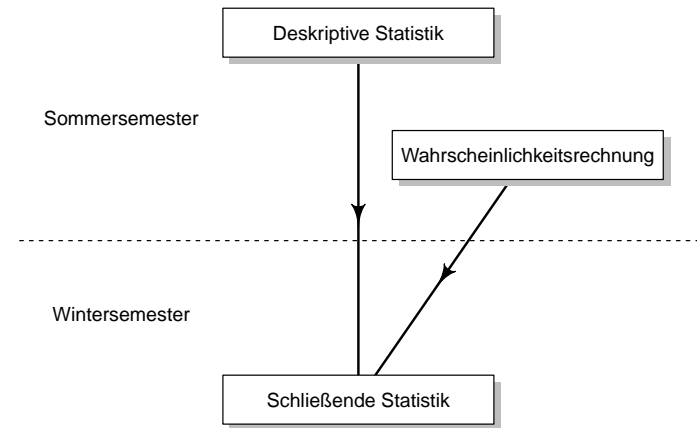 Deskriptive Statistik
Sommersemester
Wahrscheinlichkeitsrechnung
Wintersemester
Schließende Statistik